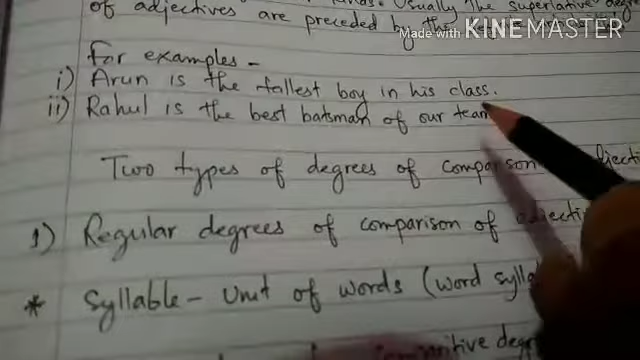 of adjectives are preceded by the
Made with KINEMASTER
for examples -
i) Arun is the tallest boy in his class.
ii) Rahul is the best batsman of our team
Two types of degrees of comparison
1) Regular degrees of comparison of
* Syllable - Unit of words (word